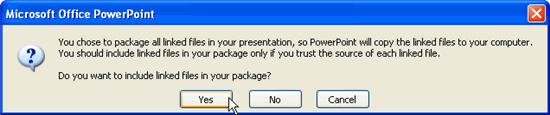 Microsoft Office PowerPoint
You chose to package all linked files in your presentation, so PowerPoint will copy the linked files to your computer.
You should include linked files in your package only if you trust the source of each linked file.
Do you want to include linked files in your package?
Yes No Cancel